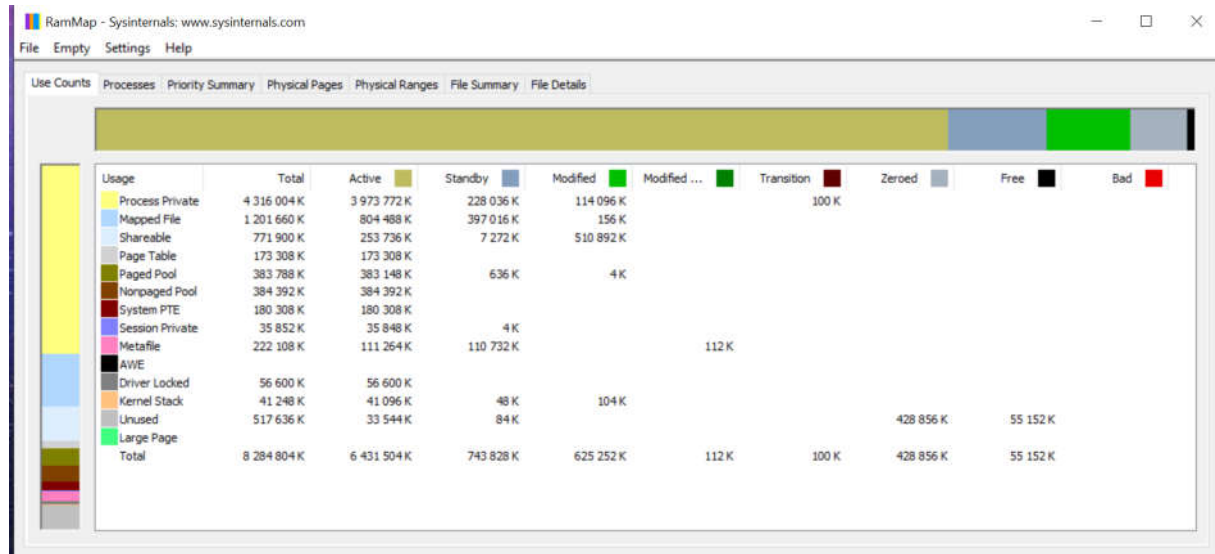 RamMap - Sysinternals: www.sysinternals.com
File Empty Settings Help
Use Counts Processes Priority Summary Physical Pages Physical Ranges File Summary File Details
Usage Total Active Standby Modified Modified ... Transition Zeroed Free Bad
Process Private 4 316 004 K 3 973 772 K 228 036 K 114 096 K 100 K
Mapped File 1 201 660 K 804 488 K 397 016 K 156 K
Shareable 771 900 K 253 736 K 7 272 K 510 892 K
Page Table 173 308 K 173 308 K
Paged Pool 383 788 K 383 148 K 636 K 4 K
Nonpaged Pool 384 392 K 384 392 K
System PTE 180 308 K 180 308 K
Session Private 35 852 K 35 848 K 4 K
Metafile 222 108 K 111 264 K 110 732 K 112 K
AWE
Driver Locked 56 600 K 56 600 K
Kernel Stack 41 248 K 41 096 K 48 K 104 K
Unused 517 636 K 33 544 K 84 K 428 856 K 55 152 K
Large Page
Total 8 284 804 K 6 431 504 K 743 828 K 625 252 K 112 K 100 K 428 856 K 55 152 K